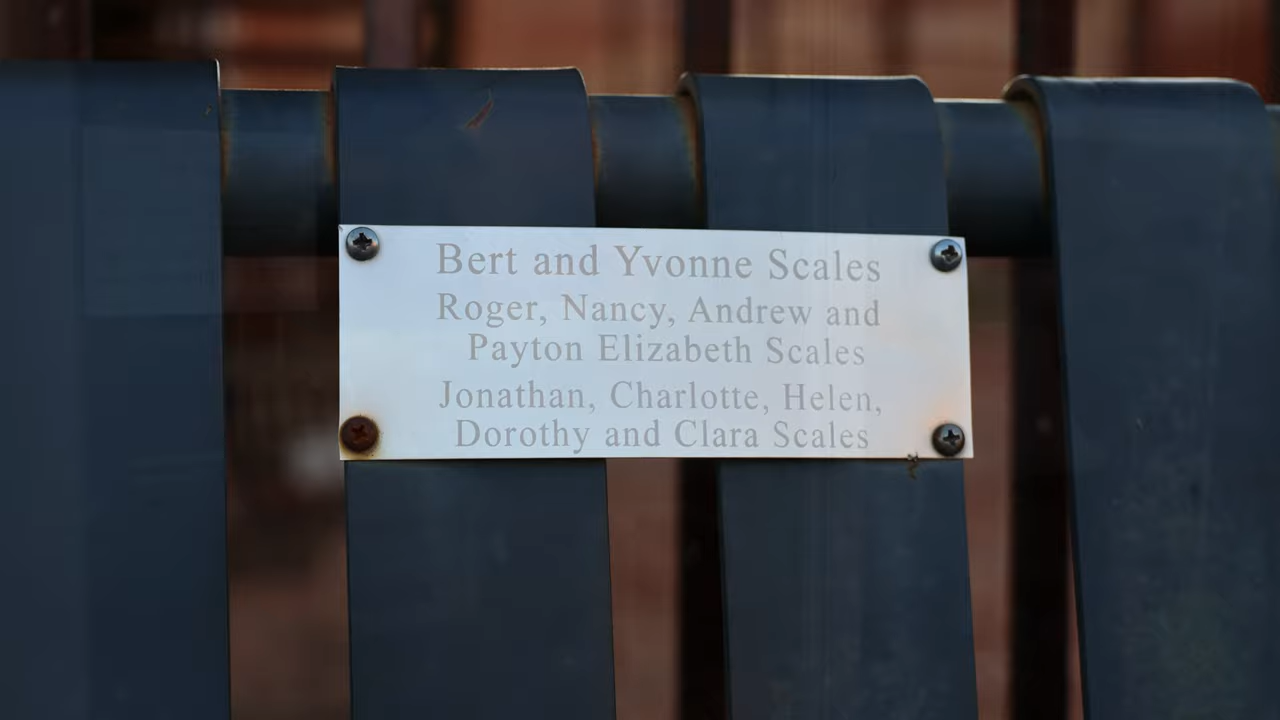 Bert and Yvonne Scales
Roger, Nancy, Andrew and
Payton Elizabeth Scales
Jonathan, Charlotte, Helen,
Dorothy and Clara Scales